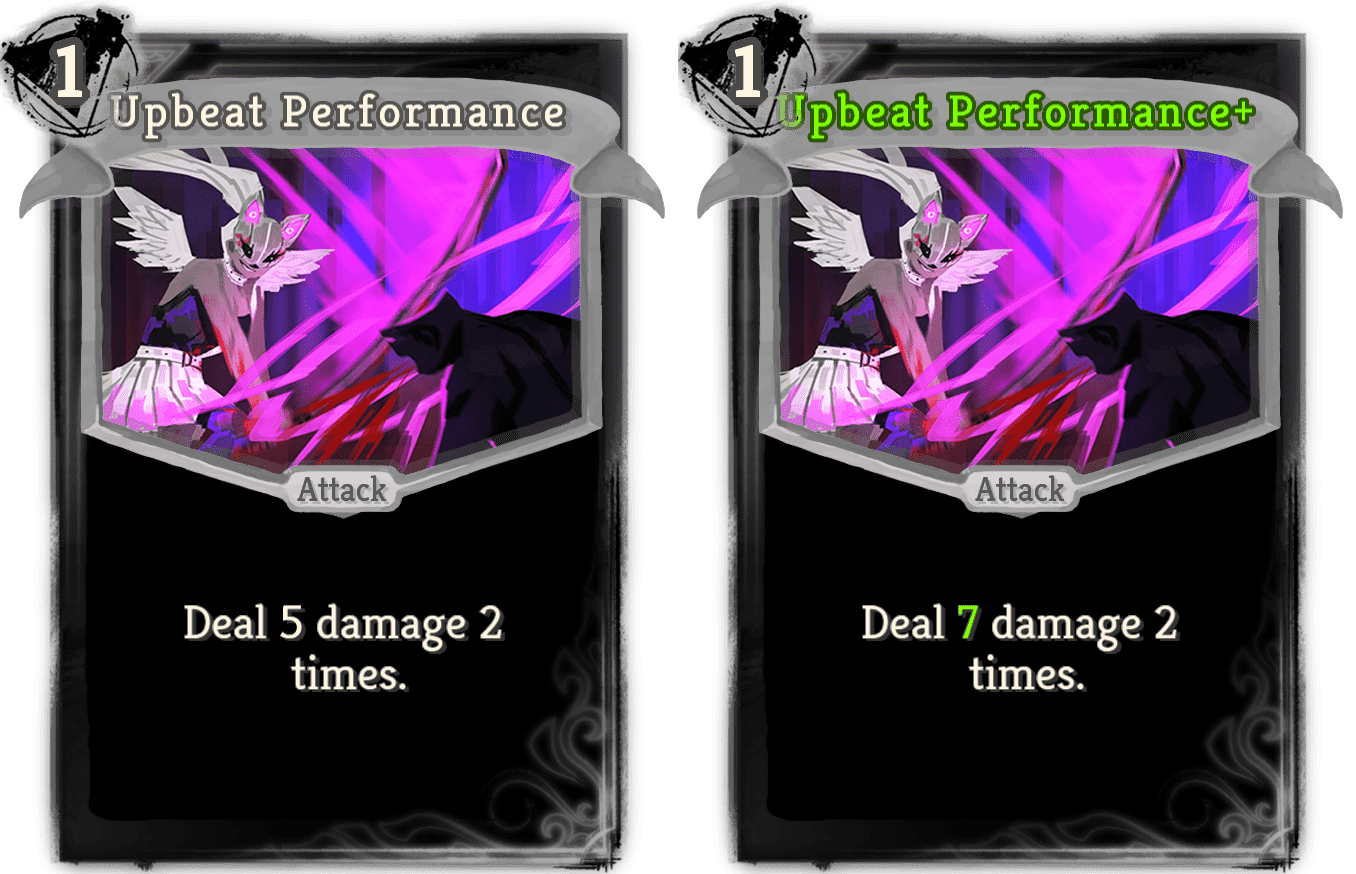 1
Upbeat Performance
Attack
Deal 5 damage 2
times.
1
Upbeat Performance+
Attack
Deal 7 damage 2
times.